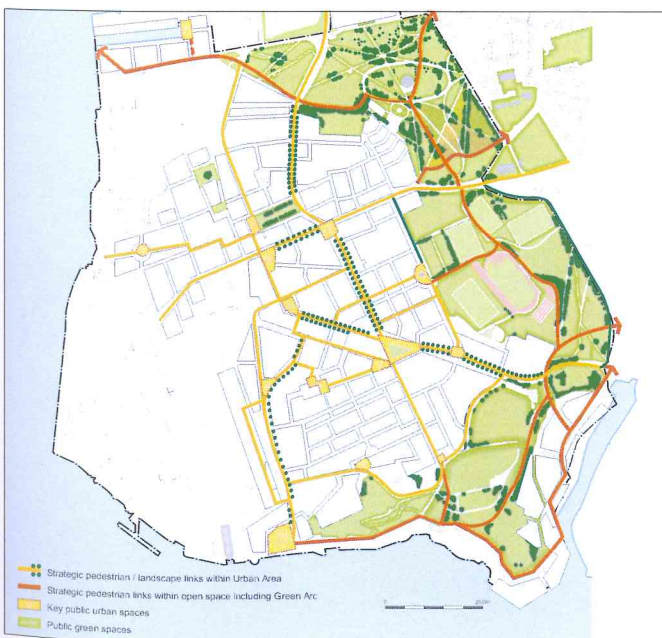 Strategic pedestrian / landscape links within Urban Area
Strategic pedestrian links within open space including Green Arc
Key public urban spaces
Public green spaces
0